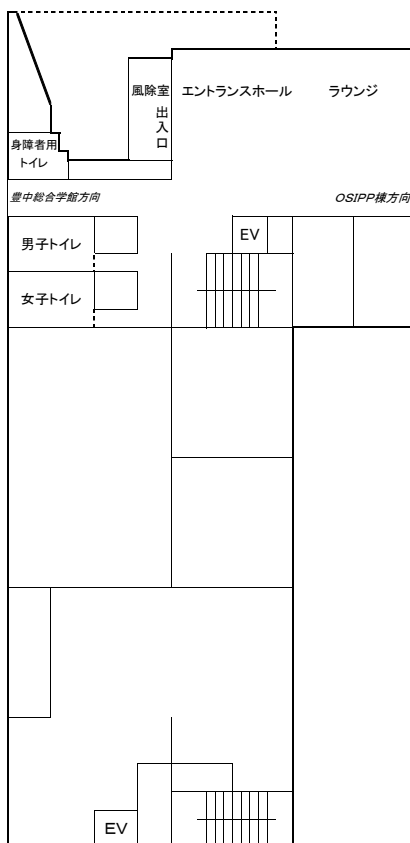 風除室
エントランスホール
ラウンジ
出入口
身障者用
トイレ
豊中総合学館方向
OSIPP棟方向
男子トイレ
EV
女子トイレ
EV